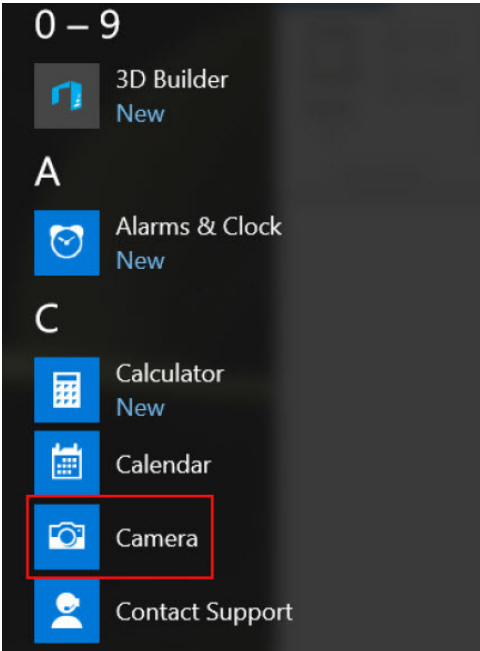 0 – 9
3D Builder
New
A
Alarms & Clock
New
C
Calculator
New
Calendar
Camera
Contact Support